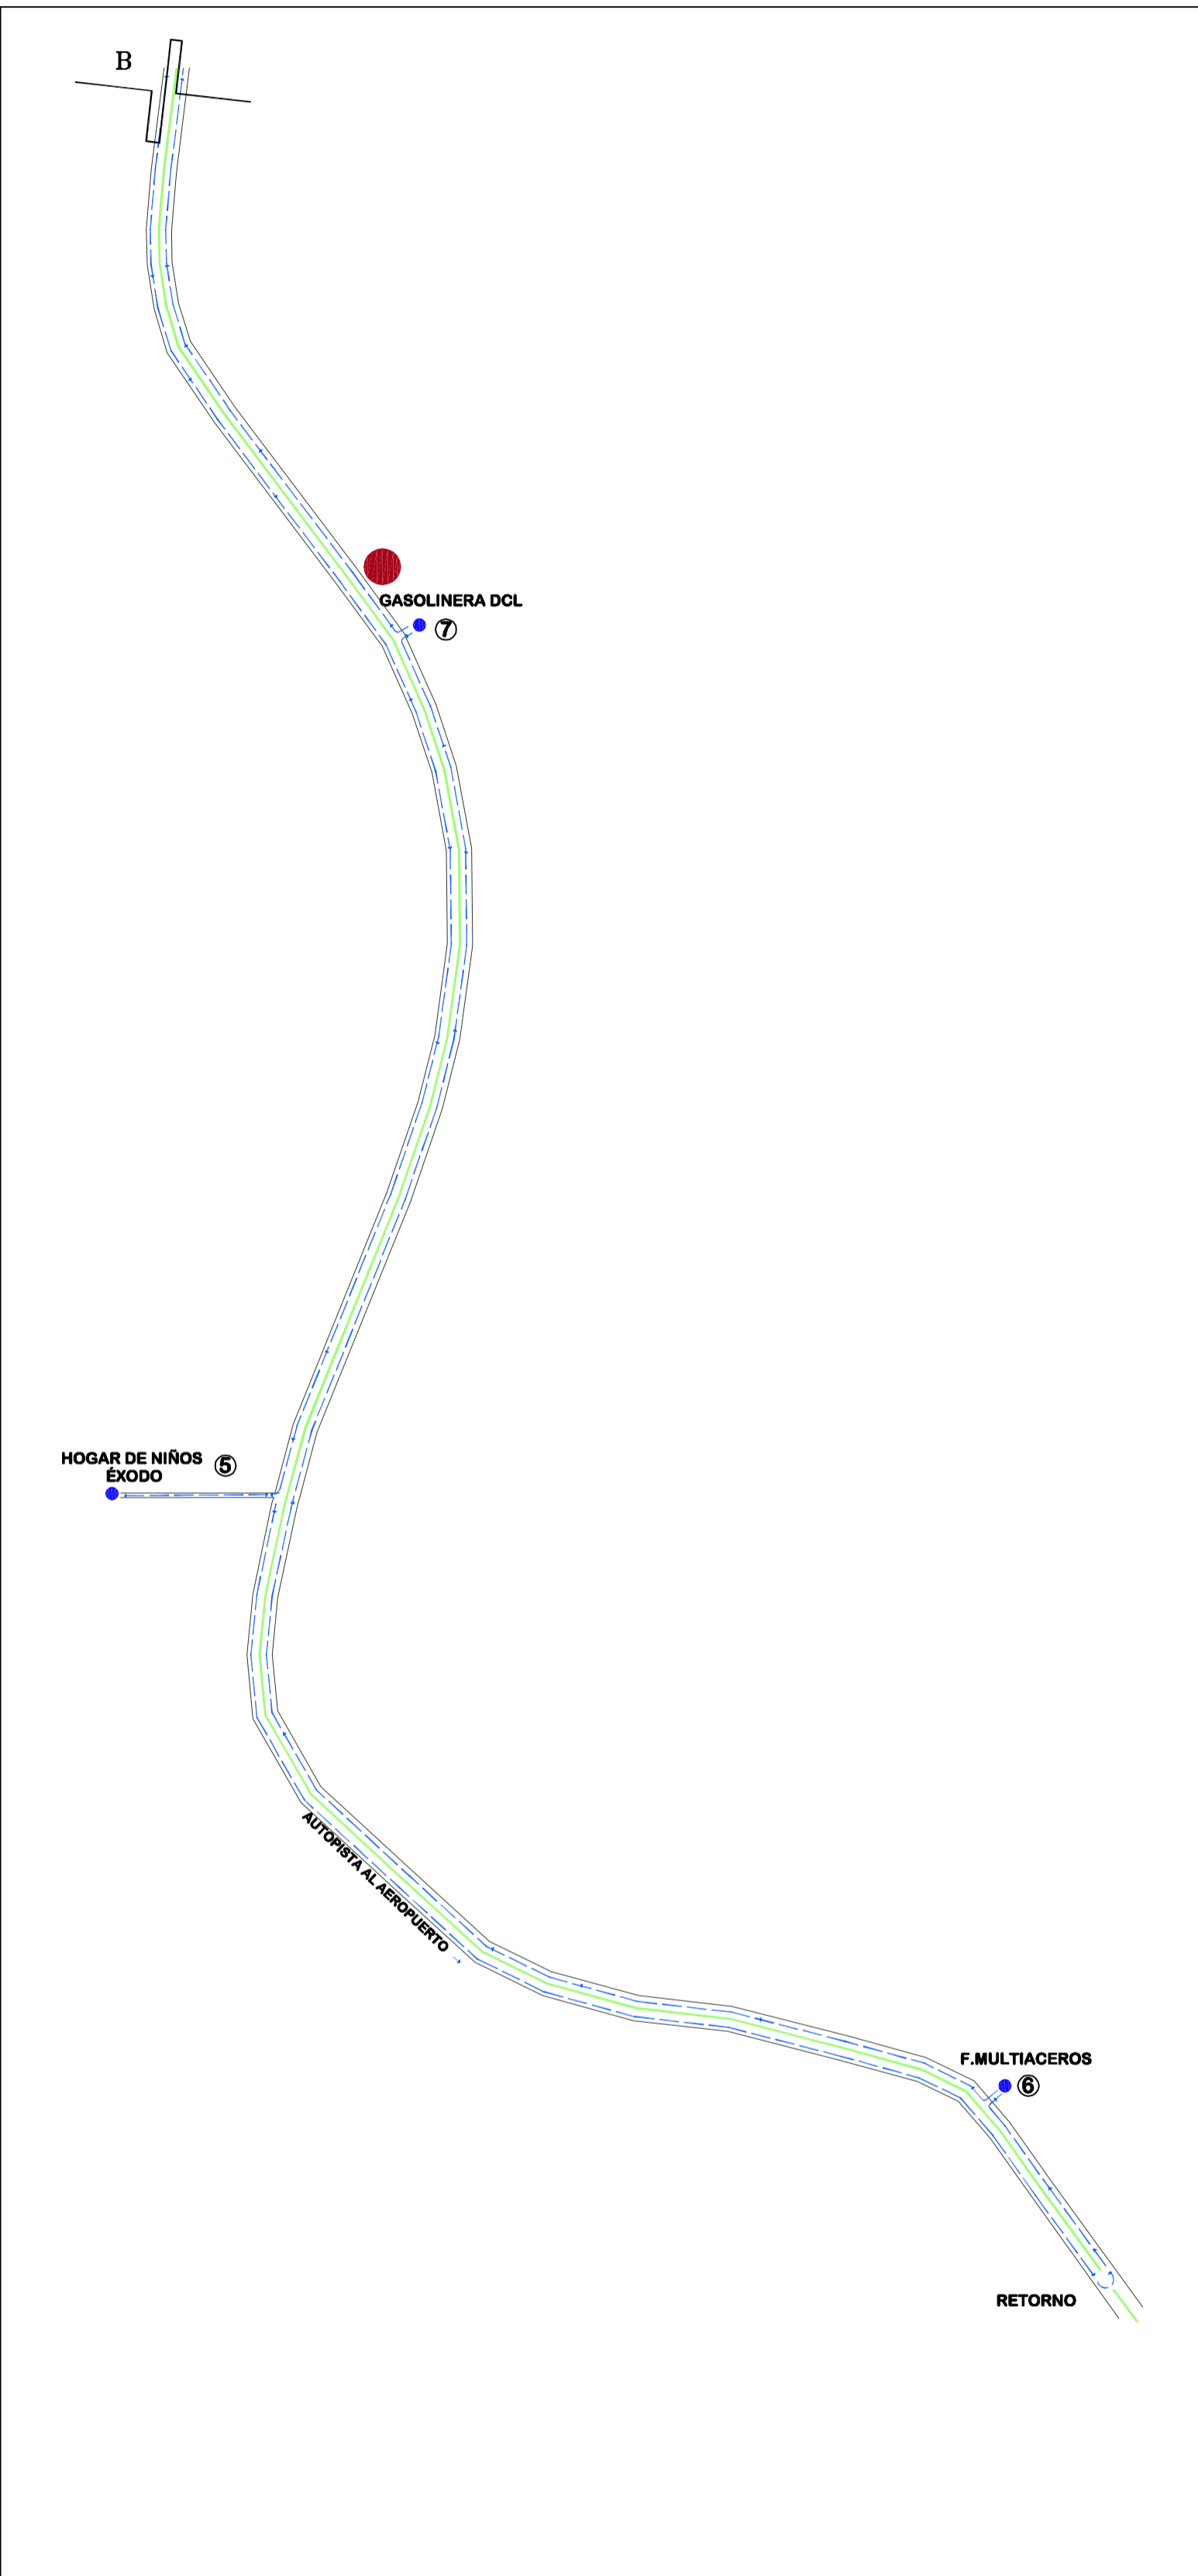 B
GASOLINERA DCL
7
HOGAR DE NIÑOS
ÉXODO
5
AUTOPISTA AL AEROPUERTO
F.MULTIACEROS
6
RETORNO